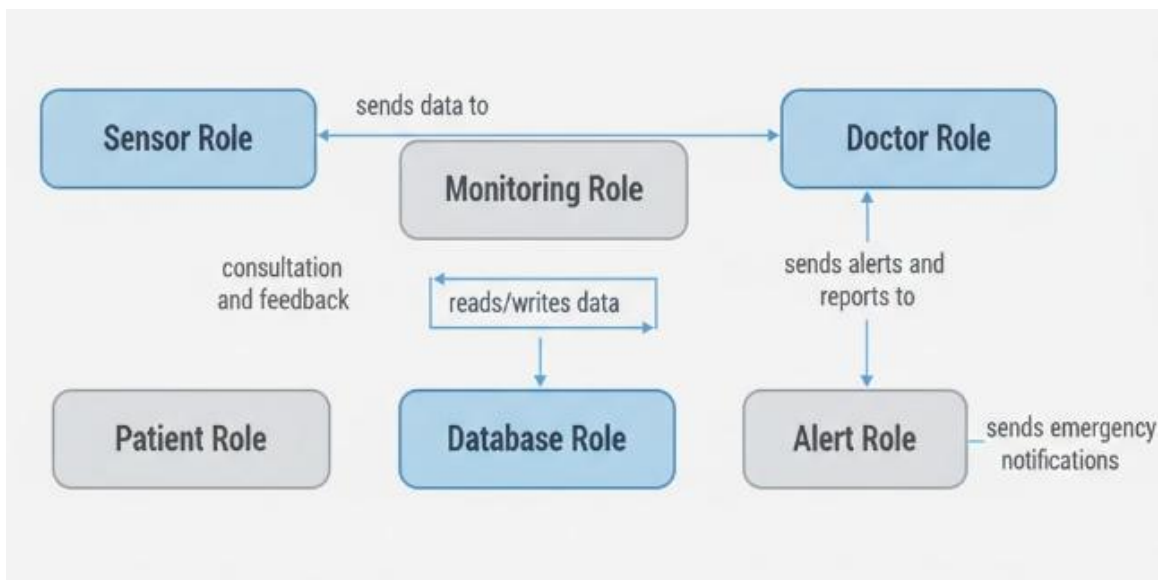 sends data to
Sensor Role
Doctor Role
Monitoring Role
consultation
and feedback
reads/writes data
sends alerts and
reports to
Patient Role
Database Role
Alert Role
sends emergency
notifications